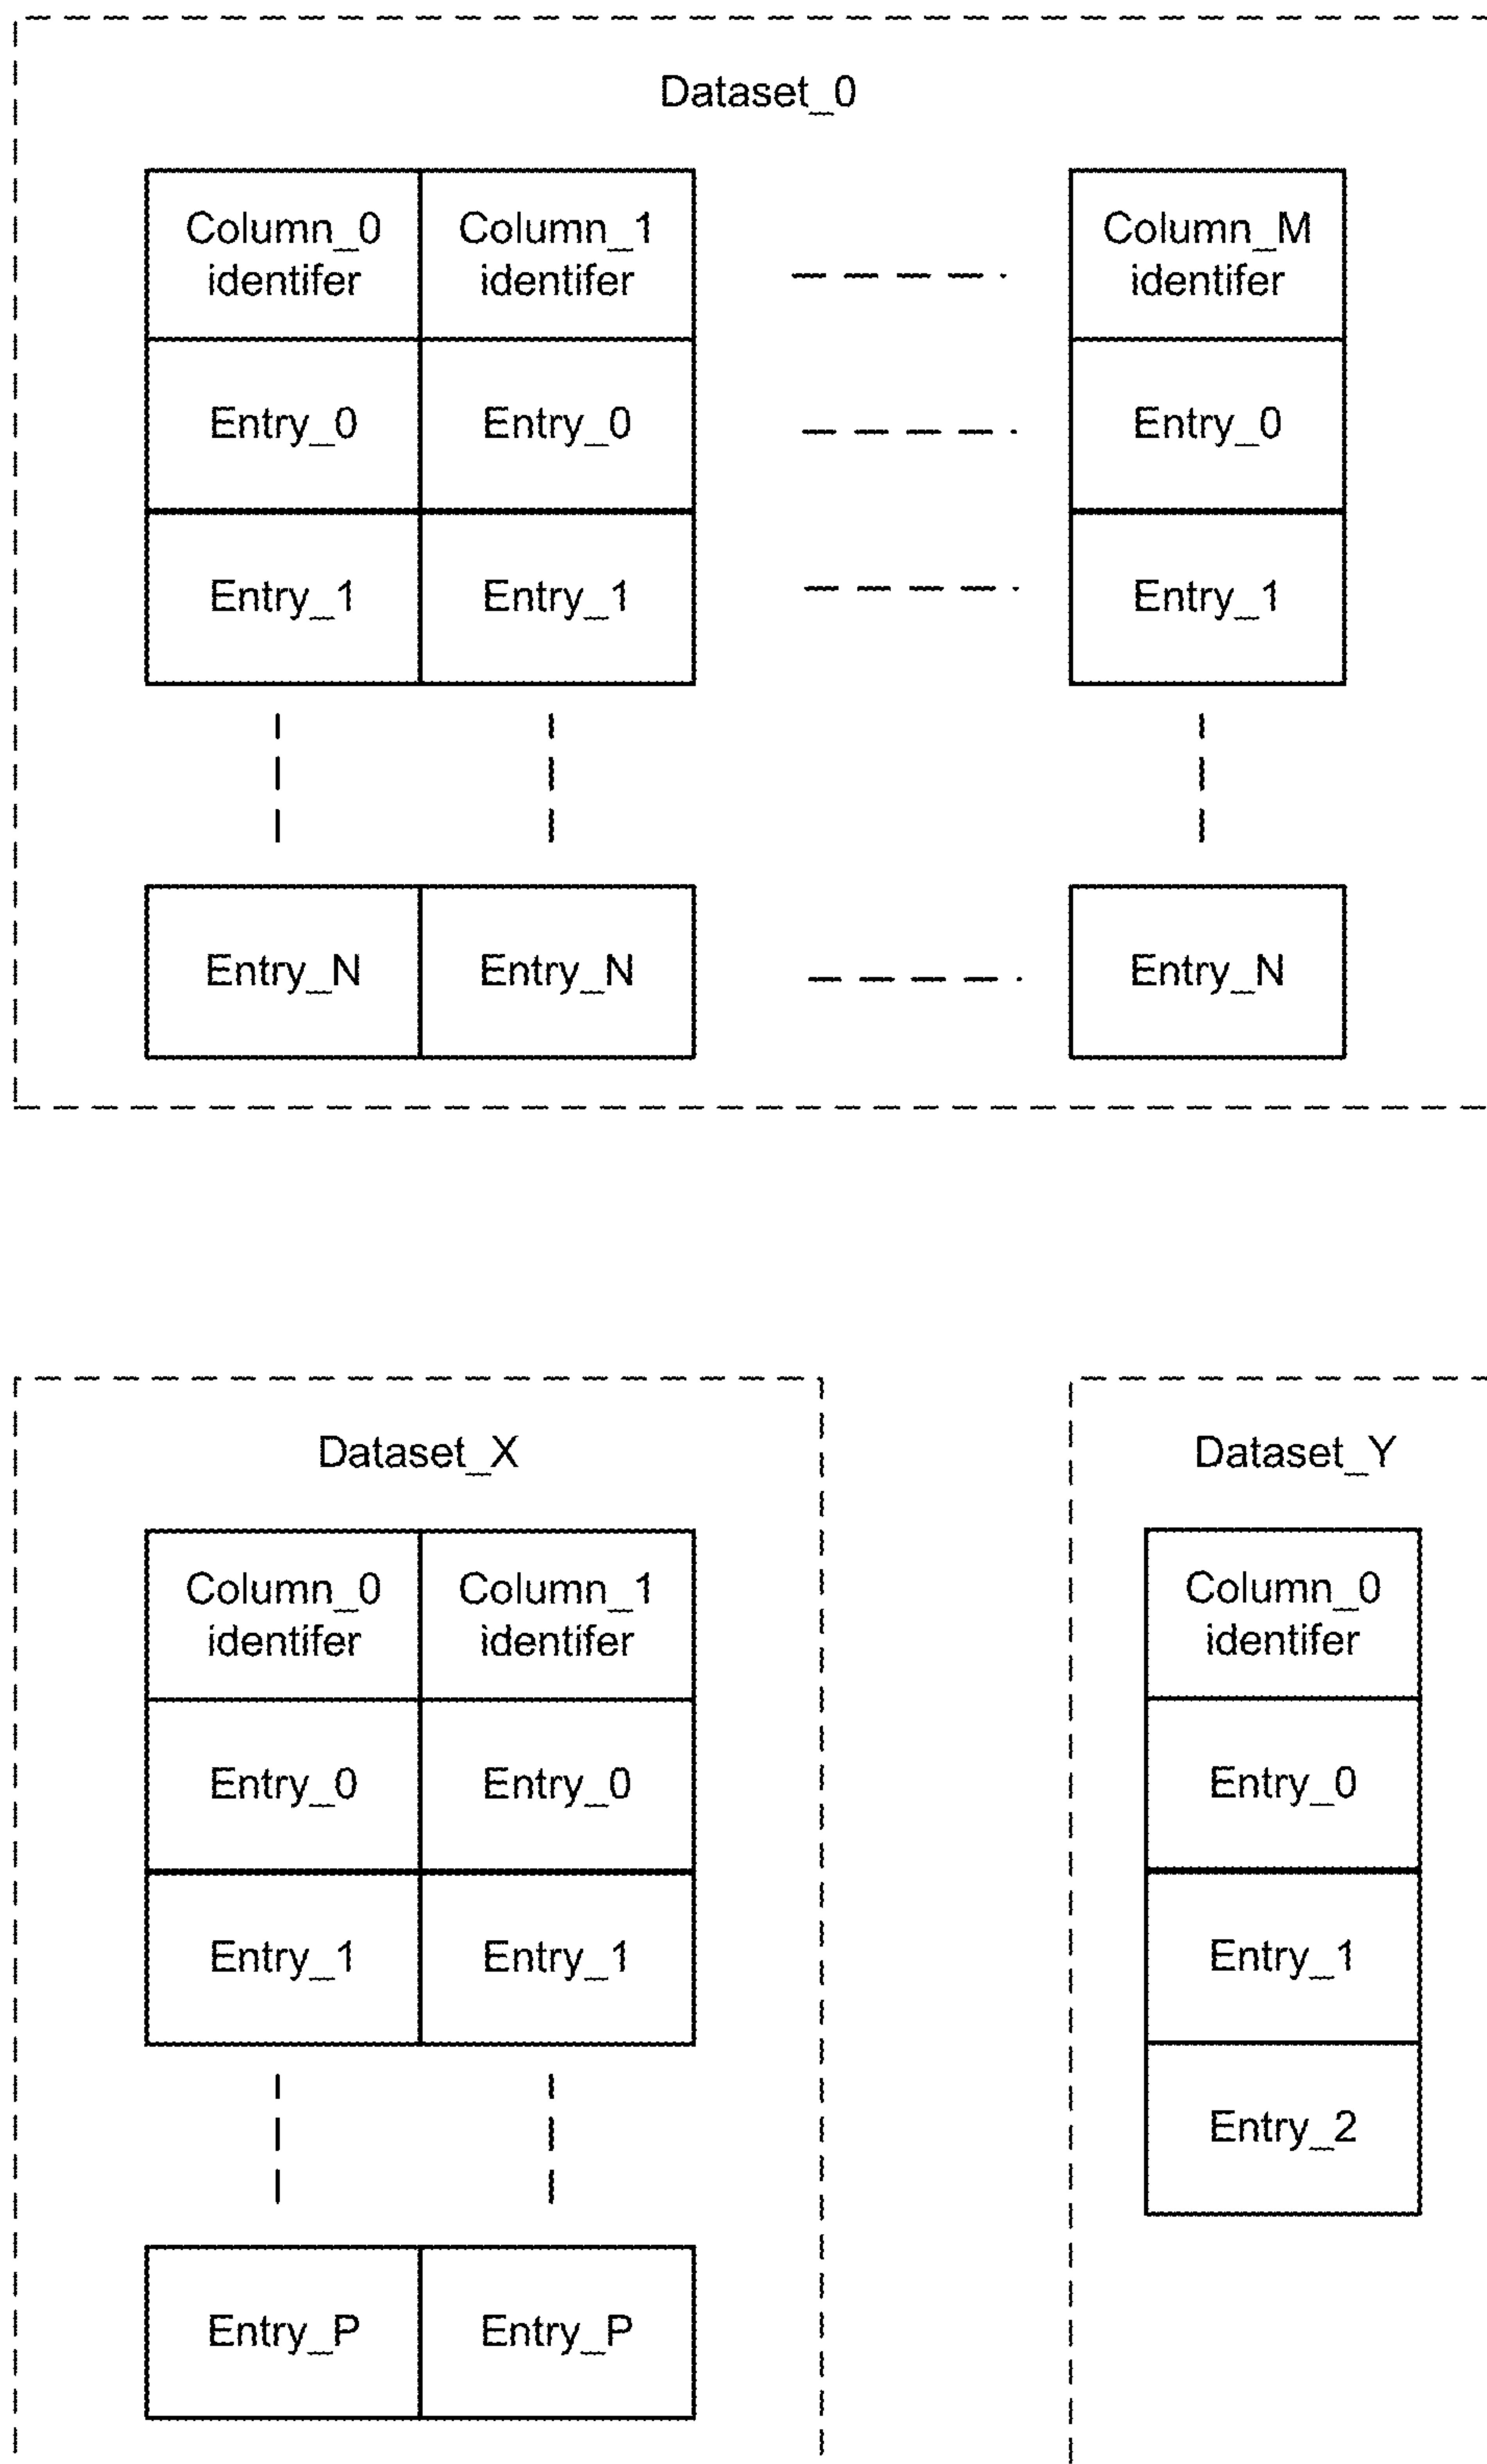 Dataset_0
Column_0
identifer
Column_1
identifer
Column_M
identifer
Entry_0
Entry_0
Entry_0
Entry_1
Entry_1
Entry_1
Entry_N
Entry_N
Entry_N
Dataset_X
Column_0
identifer
Column_1
identifer
Entry_0
Entry_0
Entry_1
Entry_1
Entry_P
Entry_P
Dataset_Y
Column_0
identifer
Entry_0
Entry_1
Entry_2